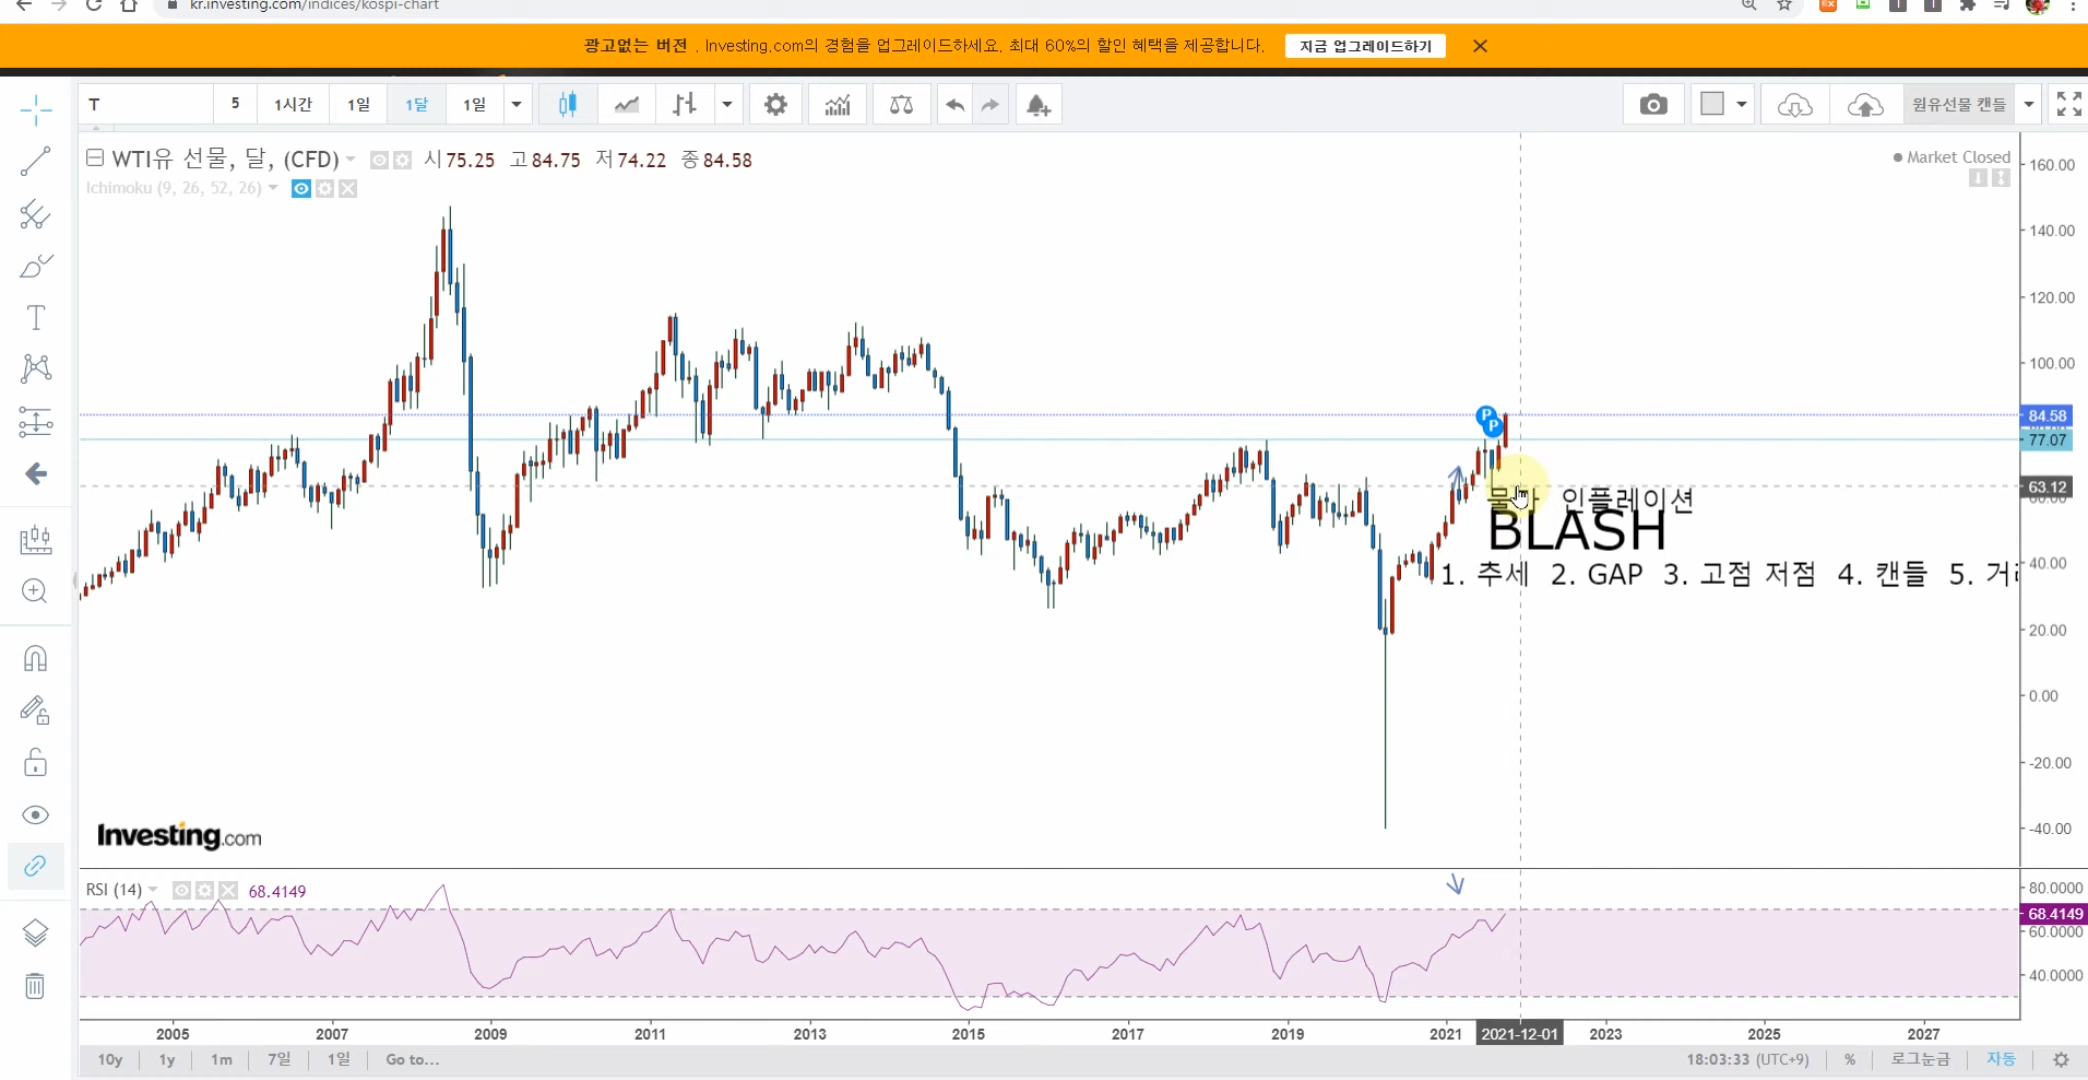 kr.investing.com/indices/kospi-chart
광고없는 버전 . Investing.com의 경험을 업그레이드하세요. 최대 60%의 할인 혜택을 제공합니다. 지금 업그레이드하기
T 5 1시간 1일 1달 1일 원유선물 캔들
WTI유 선물, 달, (CFD) 시75.25 고84.75 저74.22 종84.58
Market Closed
Ichimoku (9, 26, 52, 26)
160.00
140.00
120.00
100.00
84.58
77.07
63.12
인플레이션
BLASH
1. 추세 2. GAP 3. 고점 저점 4. 캔들 5.
40.00
20.00
0.00
-20.00
-40.00
Investing.com
RSI (14) 68.4149
80.0000
68.4149
60.0000
40.0000
2005 2007 2009 2011 2013 2015 2017 2019 2021 2021-12-01 2023 2025 2027
10y 1y 1m 7일 1일 Go to... 18:03:33 (UTC+9) % 로그눈금 자동